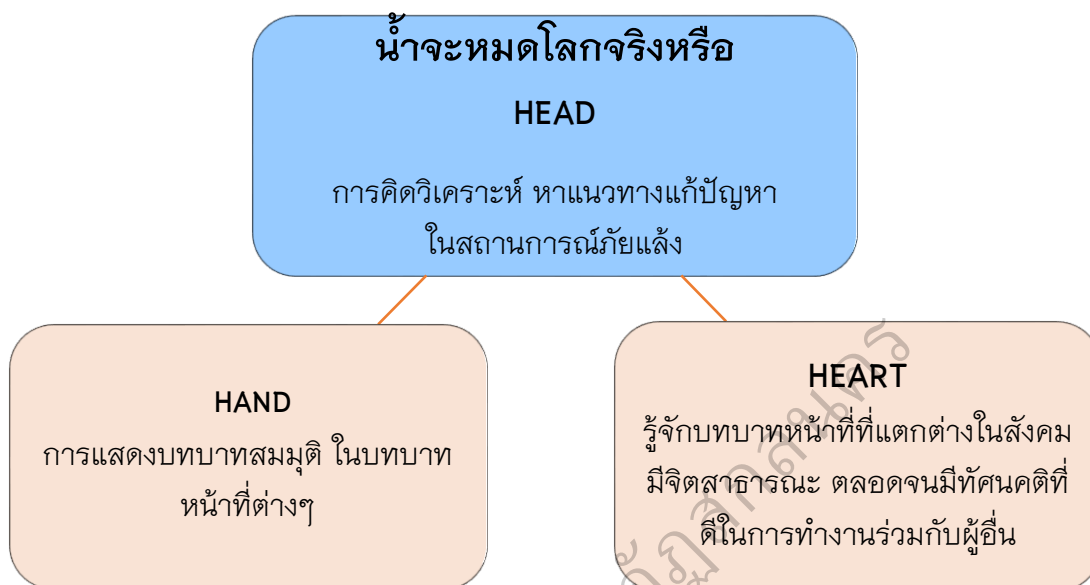 น้ำจะหมดโลกจริงหรือ
HEAD
การคิดวิเคราะห์ หาแนวทางแก้ปัญหา
ในสถานการณ์ภัยแล้ง
HAND
การแสดงบทบาทสมมุติ ในบทบาท
หน้าที่ต่างๆ
HEART
รู้จักบทบาทหน้าที่ที่แตกต่างในสังคม
มีจิตสาธารณะ ตลอดจนมีทัศนคติที่
ดีในการทำงานร่วมกับผู้อื่น